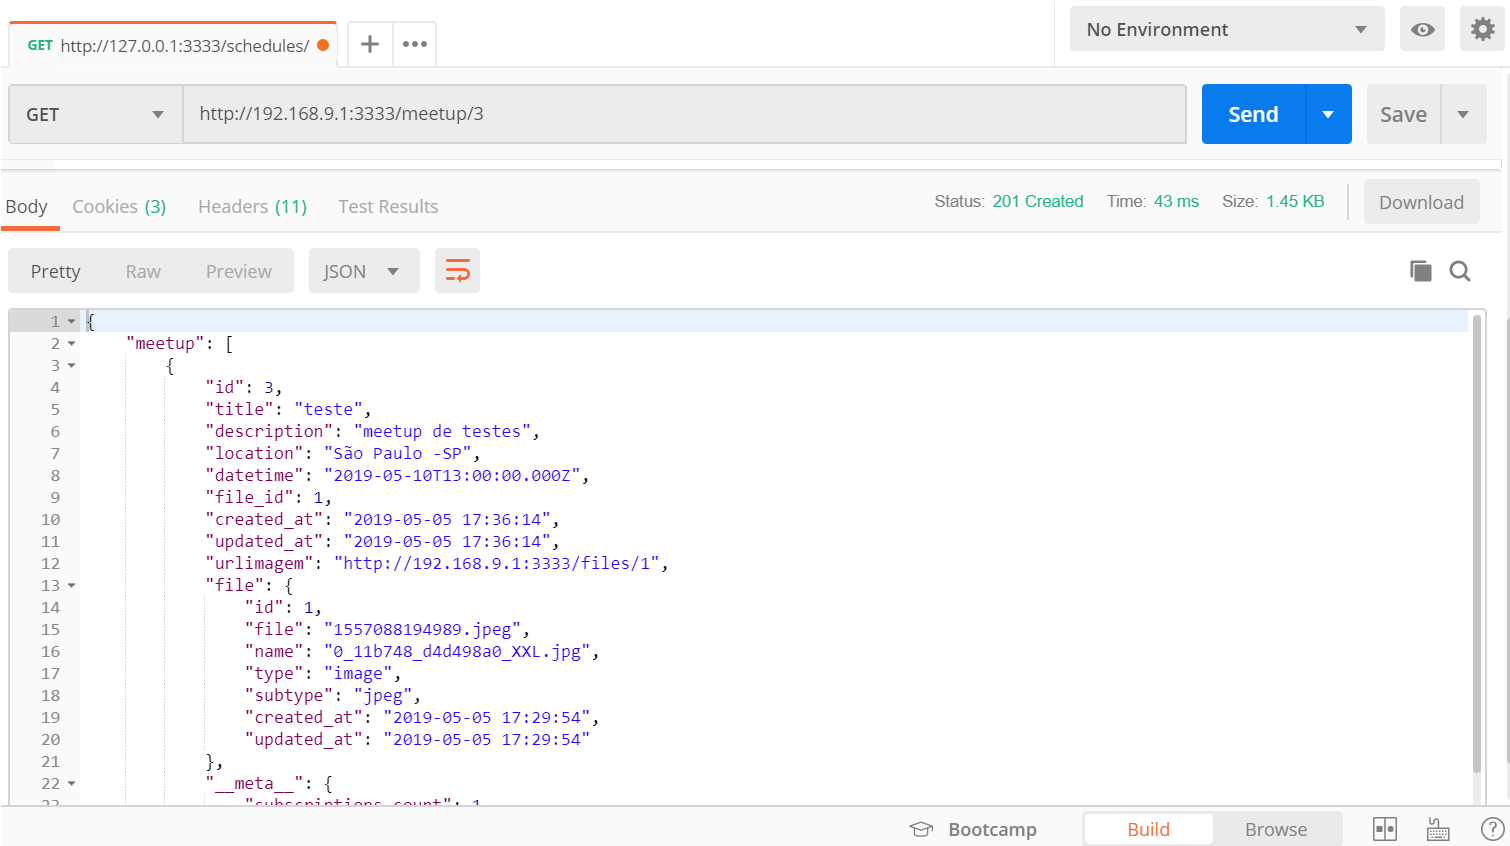 GET http://127.0.0.1:3333/schedules/
No Environment
GET http://192.168.9.1:3333/meetup/3 Send Save
Body Cookies (3) Headers (11) Test Results Status: 201 Created Time: 43 ms Size: 1.45 KB Download
Pretty Raw Preview JSON
1 {
2 "meetup": [
3 {
4 "id": 3,
5 "title": "teste",
6 "description": "meetup de testes",
7 "location": "São Paulo -SP",
8 "datetime": "2019-05-10T13:00:00.000Z",
9 "file_id": 1,
10 "created_at": "2019-05-05 17:36:14",
11 "updated_at": "2019-05-05 17:36:14",
12 "urlimagem": "http://192.168.9.1:3333/files/1",
13 "file": {
14 "id": 1,
15 "file": "1557088194989.jpeg",
16 "name": "0_11b748_d4d498a0_XXL.jpg",
17 "type": "image",
18 "subtype": "jpeg",
19 "created_at": "2019-05-05 17:29:54",
20 "updated_at": "2019-05-05 17:29:54"
21 },
22 "__meta__": {
23 "subscriptions_count": 1
Bootcamp Build Browse